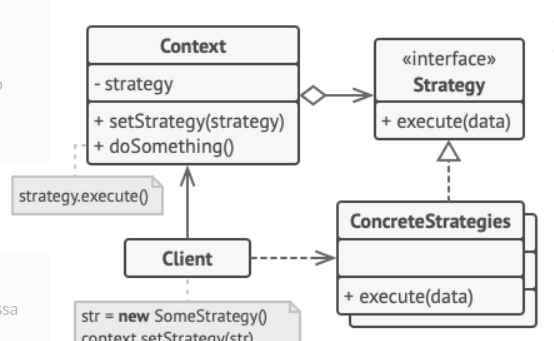 Context
- strategy
+ setStrategy(strategy)
+ doSomething()
«interface»
Strategy
+ execute(data)
strategy.execute()
ConcreteStrategies
+ execute(data)
Client
str = new SomeStrategy()
context.setStrategy(str)